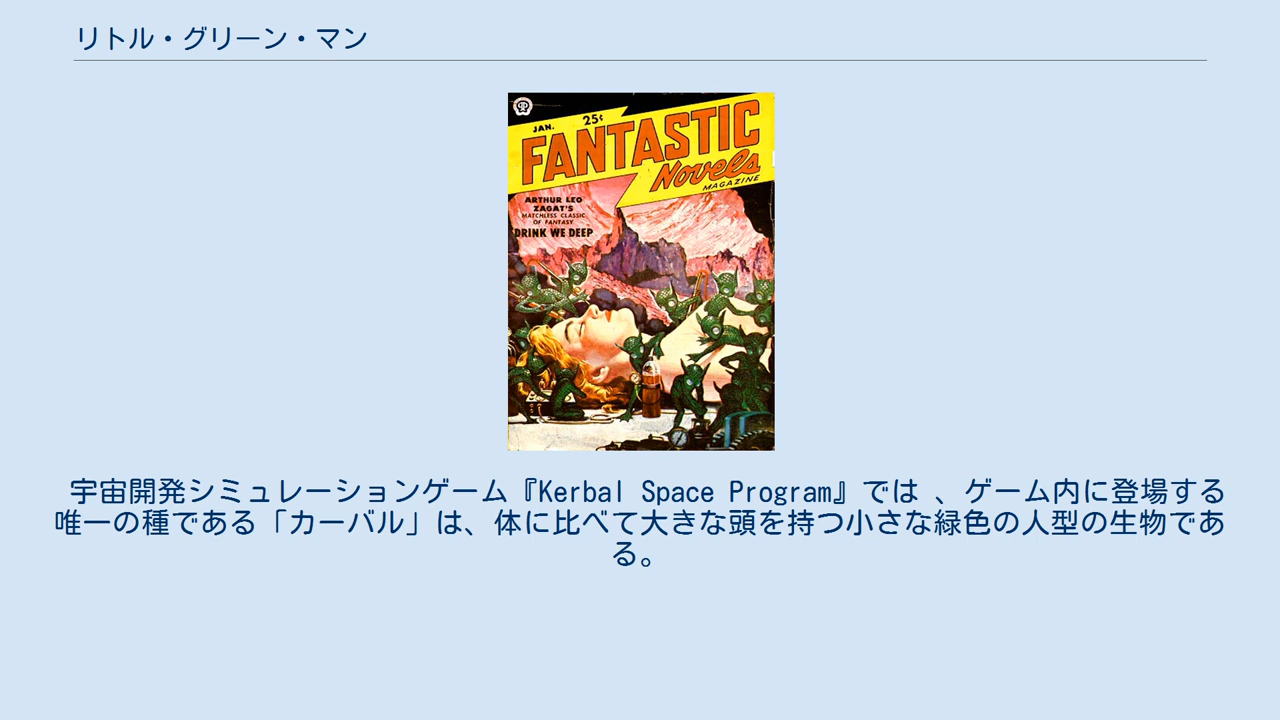 リトル・グリーン・マン
JAN. 25¢
FANTASTIC
Novels
MAGAZINE
ARTHUR LEO
ZAGAT'S
MATCHLESS CLASSIC
OF FANTASY
DRINK WE DEEP
宇宙開発シミュレーションゲーム『Kerbal Space Program』では 、ゲーム内に登場する
唯一の種である「カーバル」は、体に比べて大きな頭を持つ小さな緑色の人型の生物であ
る。